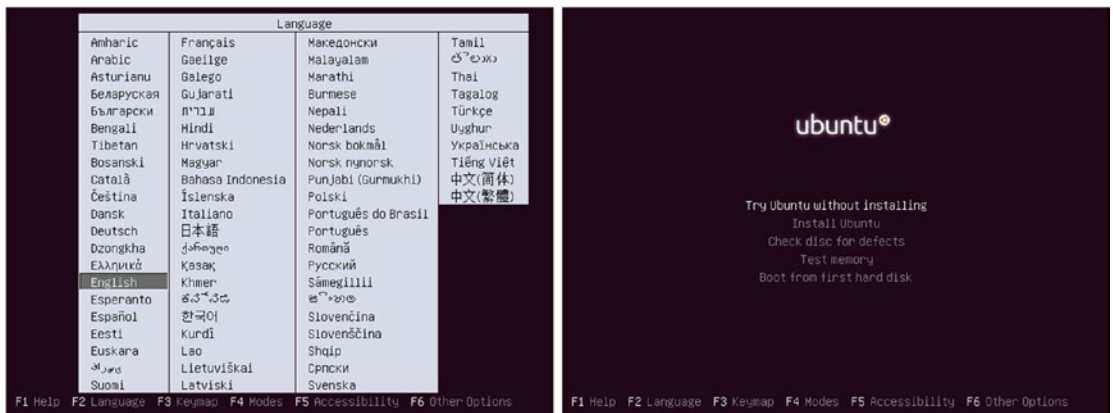 Language
Amharic
Arabic
Asturianu
Беларуская
Български
Bengali
Tibetan
Bosanski
Català
Čeština
Dansk
Deutsch
Dzongkha
Ελληνικά
English
Esperanto
Español
Eesti
Euskara
Suomi
Français
Gaeilge
Galego
Gujarati
עברית
Hindi
Hrvatski
Magyar
Bahasa Indonesia
Íslenska
Italiano
日本語
ქართული
Қазақ
Khmer
한국어
Kurdî
Lao
Lietuviškai
Latviski
Македонски
Malayalam
Marathi
Burmese
Nepali
Nederlands
Norsk bokmål
Norsk nynorsk
Punjabi (Gurmukhi)
Polski
Português do Brasil
Português
Română
Русский
Sámegillii
Slovenčina
Slovenščina
Shqip
Српски
Svenska
Tamil
Thai
Tagalog
Türkçe
Uyghur
Українська
Tiếng Việt
中文(简体)
中文(繁體)
F1 Help F2 Language F3 Keymap F4 Modes F5 Accessibility F6 Other Options
ubuntu
Try Ubuntu without installing
Install Ubuntu
Check disc for defects
Test memory
Boot from first hard disk
F1 Help F2 Language F3 Keymap F4 Modes F5 Accessibility F6 Other Options